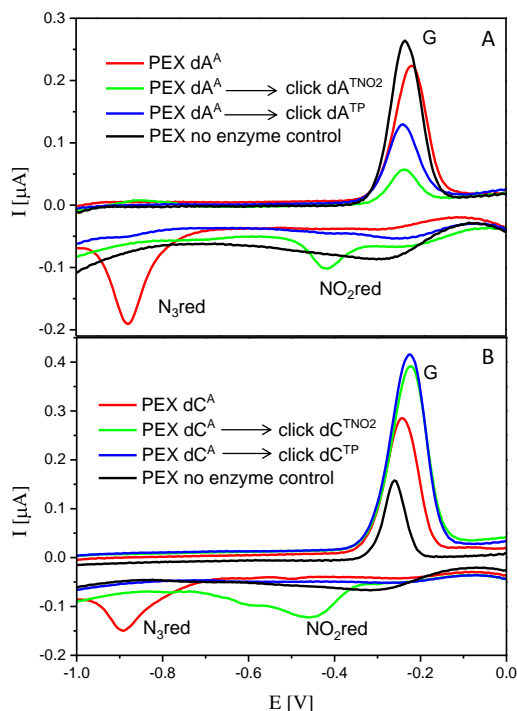 A
G
PEX dA^A
PEX dA^A → click dA^TNO2
PEX dA^A → click dA^TP
PEX no enzyme control
0.3
0.2
0.1
0.0
-0.1
-0.2
I [µA]
N₃red
NO₂red
B
G
PEX dC^A
PEX dC^A → click dC^TNO2
PEX dC^A → click dC^TP
PEX no enzyme control
0.4
0.3
0.2
0.1
0.0
-0.1
-0.2
I [µA]
N₃red
NO₂red
-1.0 -0.8 -0.6 -0.4 -0.2 0.0
E [V]